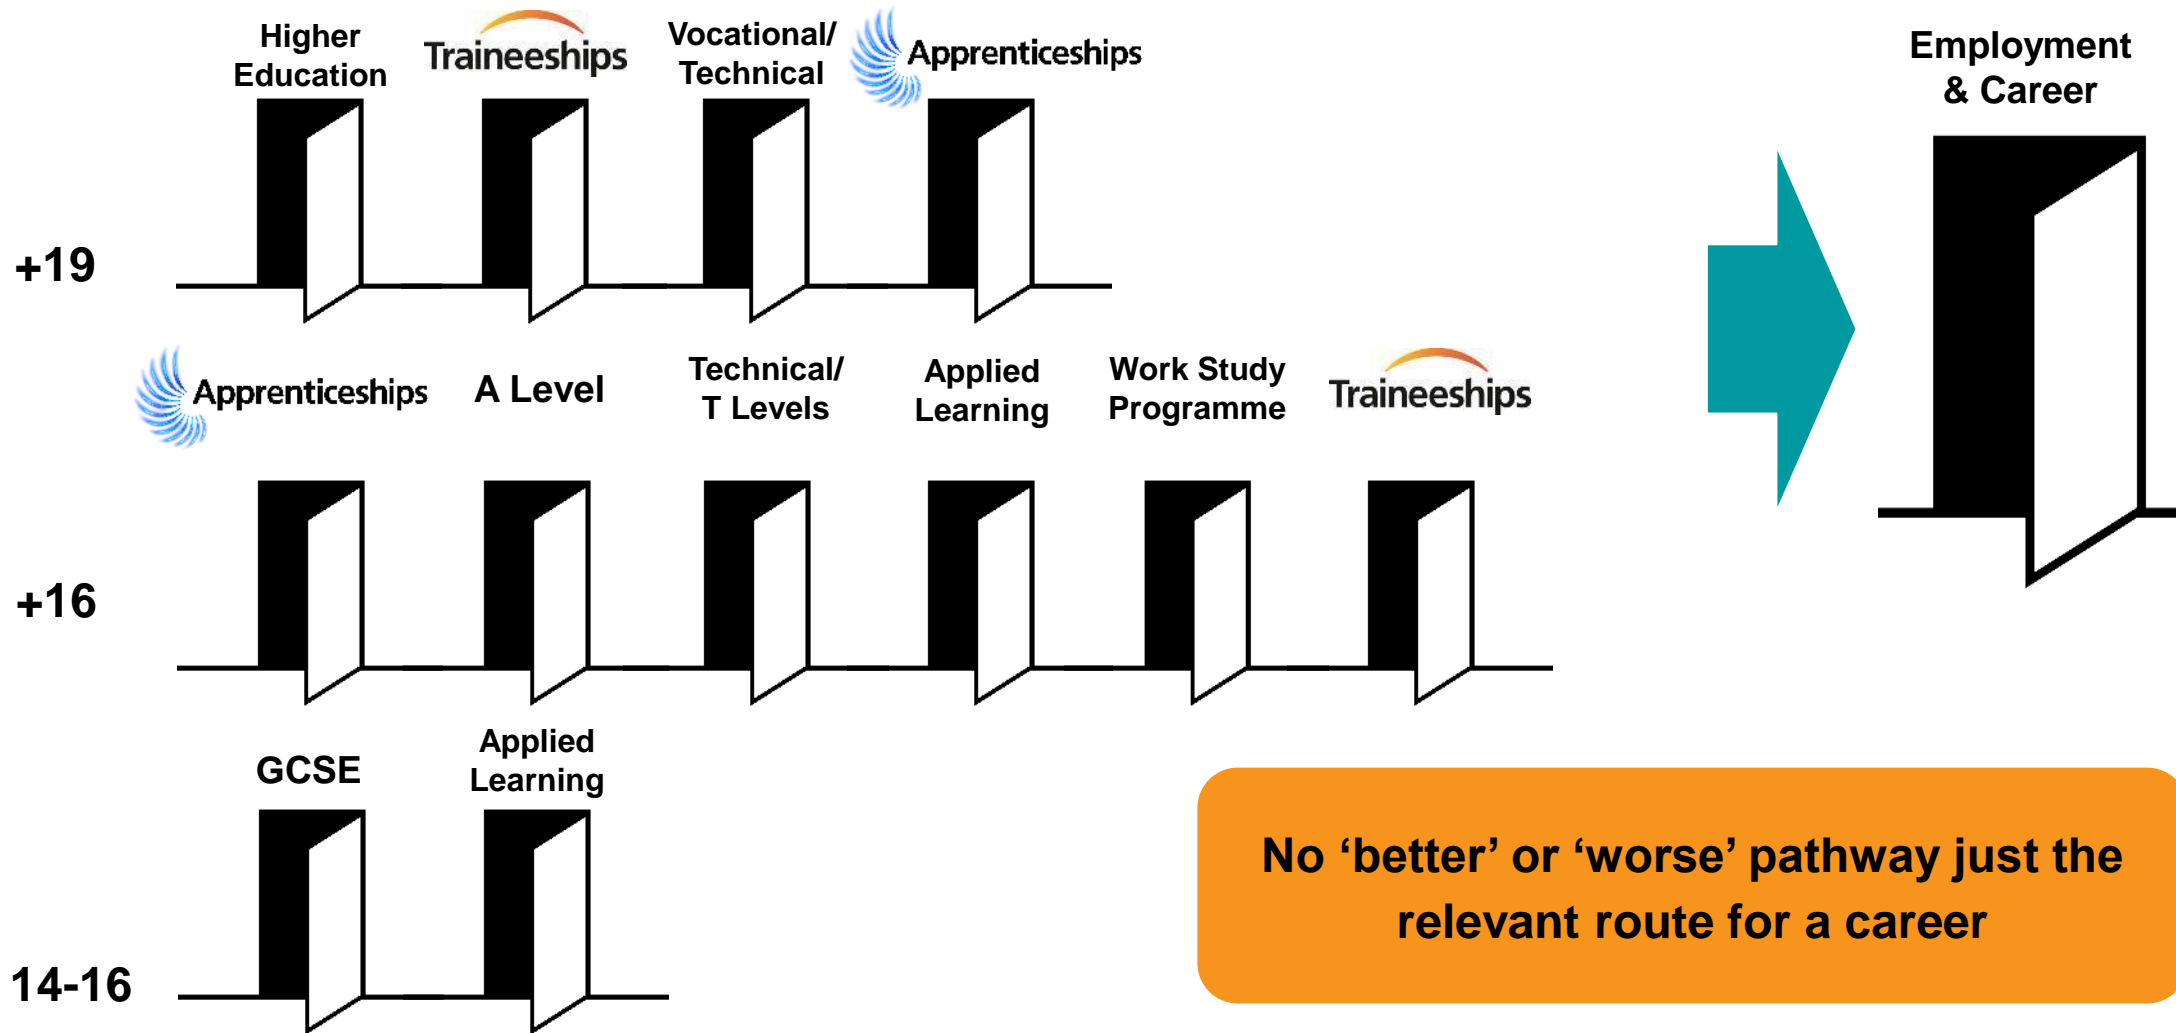 Higher
Education
Traineeships
Vocational/
Technical
Apprenticeships
Employment
& Career
+19
Apprenticeships
A Level
Technical/
T Levels
Applied
Learning
Work Study
Programme
Traineeships
+16
GCSE
Applied
Learning
14-16
No ‘better’ or ‘worse’ pathway just the
relevant route for a career